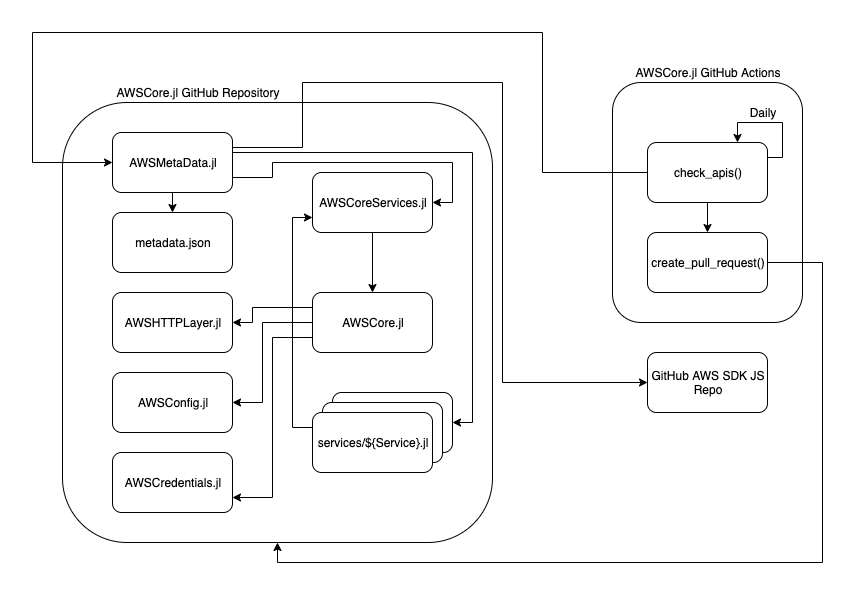 AWSCore.jl GitHub Actions
AWSCore.jl GitHub Repository
Daily
AWSMetaData.jl
check_apis()
AWSCoreServices.jl
metadata.json
create_pull_request()
AWSHTTPLayer.jl
AWSCore.jl
GitHub AWS SDK JS
Repo
AWSConfig.jl
services/${Service}.jl
AWSCredentials.jl